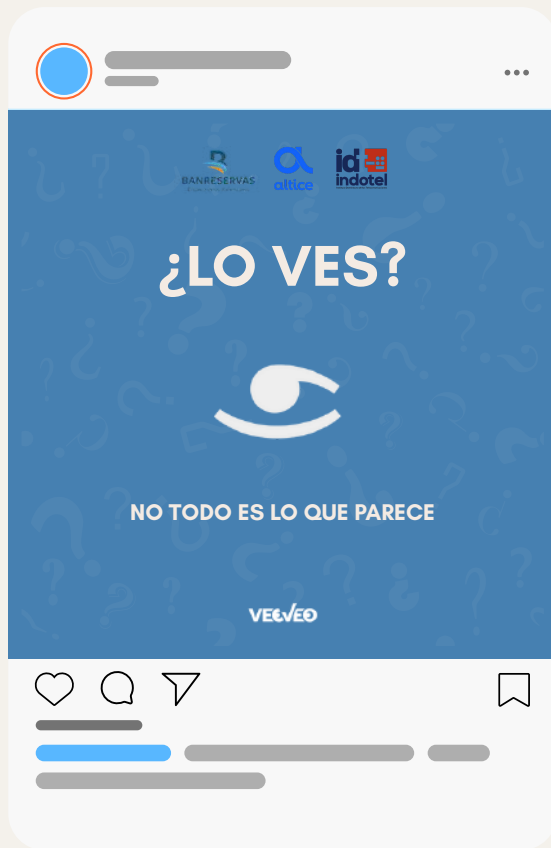 BANRESERVAS
altice
id
indotel
¿LO VES?
NO TODO ES LO QUE PARECE
VEOVEO